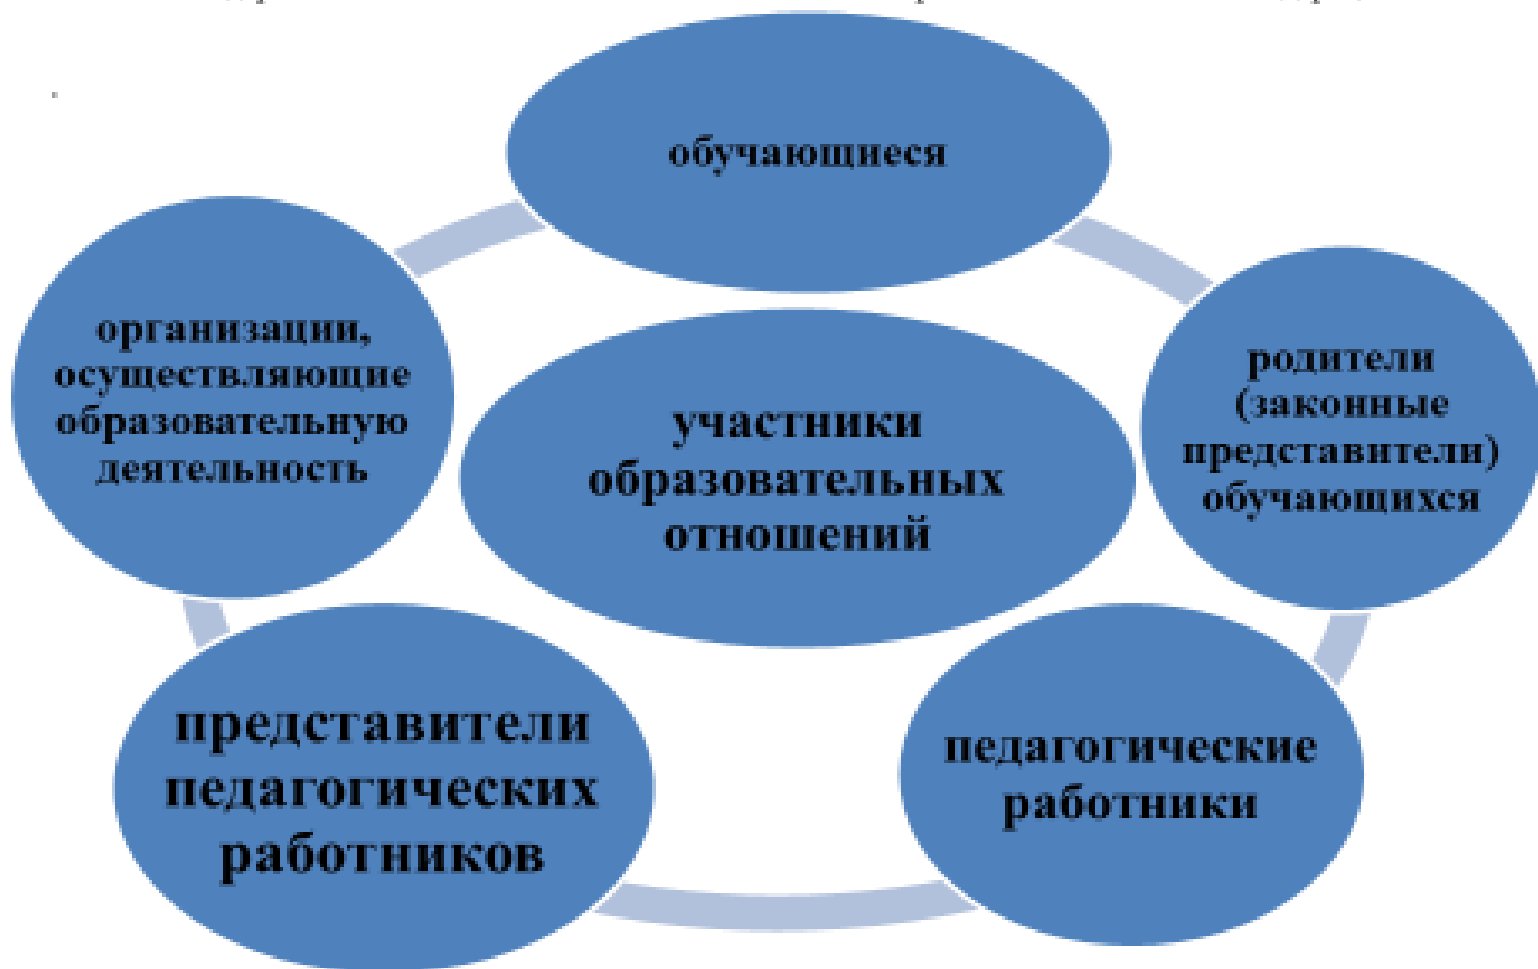 обучающиеся
организации,
осуществляющие
образовательную
деятельность
участники
образовательных
отношений
родители
(законные
представители)
обучающихся
представители
педагогических
работников
педагогические
работники